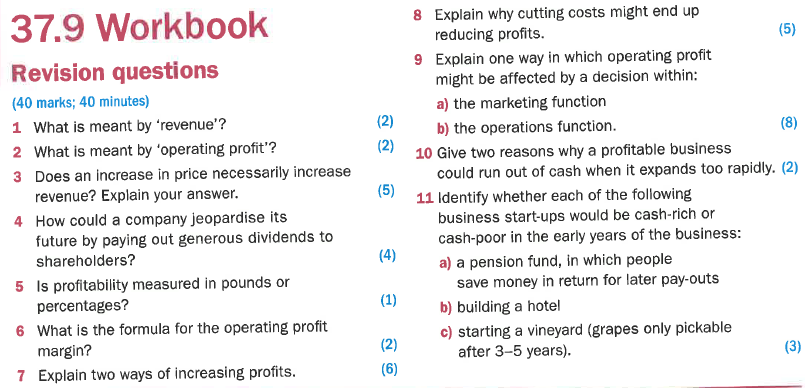 37.9 Workbook
Revision questions
(40 marks; 40 minutes)
1 What is meant by ‘revenue’? (2)
2 What is meant by ‘operating profit’? (2)
3 Does an increase in price necessarily increase
revenue? Explain your answer. (5)
4 How could a company jeopardise its
future by paying out generous dividends to
shareholders? (4)
5 Is profitability measured in pounds or
percentages? (1)
6 What is the formula for the operating profit
margin? (2)
7 Explain two ways of increasing profits. (6)
8 Explain why cutting costs might end up
reducing profits. (5)
9 Explain one way in which operating profit
might be affected by a decision within:
a) the marketing function
b) the operations function. (8)
10 Give two reasons why a profitable business
could run out of cash when it expands too rapidly. (2)
11 Identify whether each of the following
business start-ups would be cash-rich or
cash-poor in the early years of the business:
a) a pension fund, in which people
save money in return for later pay-outs
b) building a hotel
c) starting a vineyard (grapes only pickable
after 3–5 years). (3)